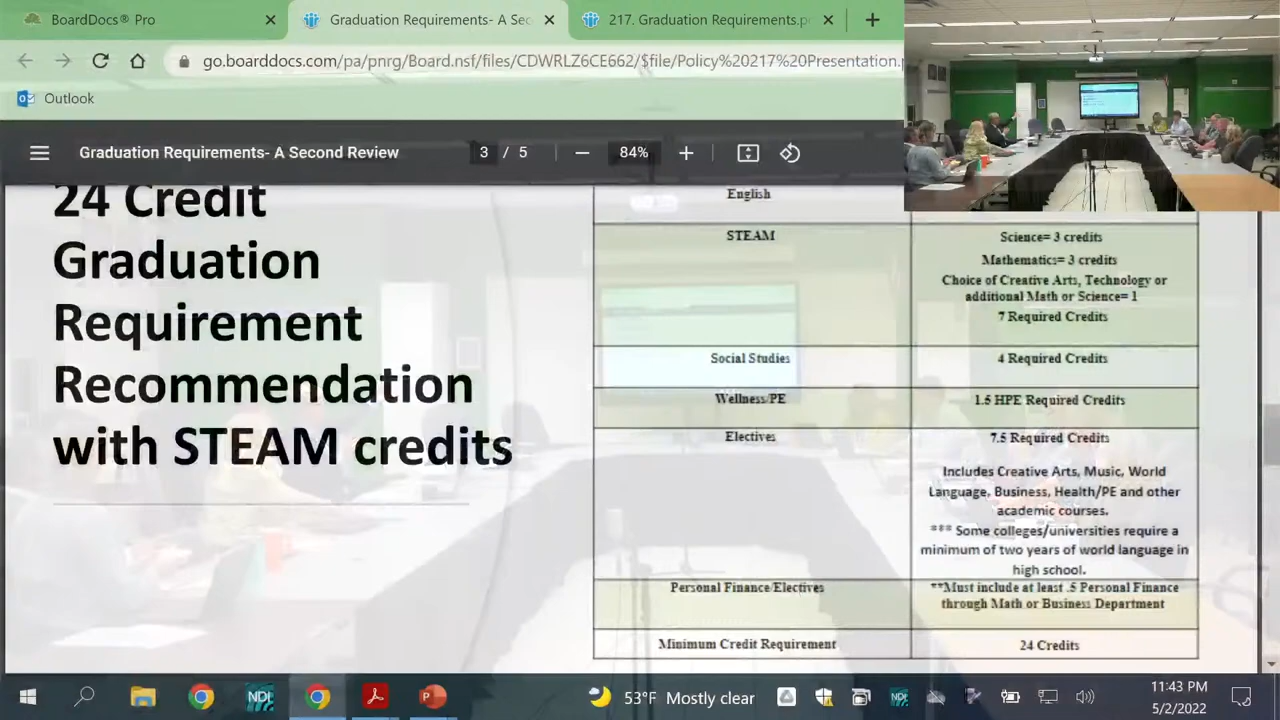 BoardDocs® Pro
Graduation Requirements- A Sec
217. Graduation Requirements.p
go.boarddocs.com/pa/pnrg/Board.nsf/files/CDWRLZ6CE662/$file/Policy%20217%20Presentation.
Outlook
Graduation Requirements- A Second Review
3 / 5
84%
24 Credit
Graduation
Requirement
Recommendation
with STEAM credits
English
STEAM
Science= 3 credits
Mathematics= 3 credits
Choice of Creative Arts, Technology or
additional Math or Science= 1
7 Required Credits
Social Studies
4 Required Credits
Wellness/PE
1.5 HPE Required Credits
Electives
7.5 Required Credits
Includes Creative Arts, Music, World
Language, Business, Health/PE and other
academic courses.
*** Some colleges/universities require a
minimum of two years of world language in
high school.
Personal Finance/Electives
**Must include at least .5 Personal Finance
through Math or Business Department
Minimum Credit Requirement
24 Credits
53°F Mostly clear
11:43 PM
5/2/2022